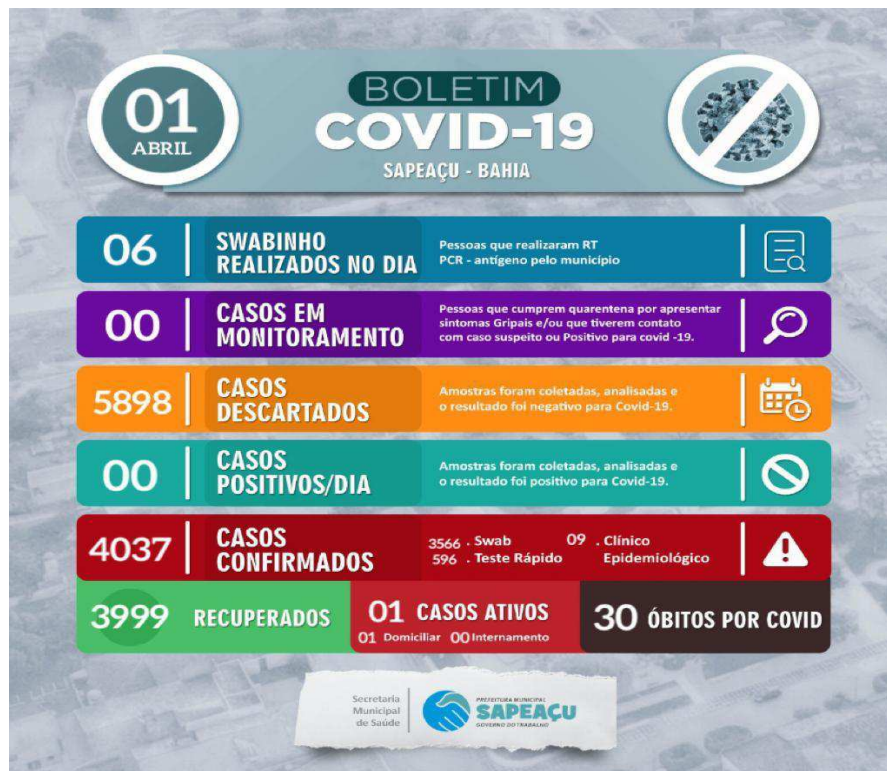 01
ABRIL
BOLETIM
COVID-19
SAPEAÇU - BAHIA
06
SWABINHO
REALIZADOS NO DIA
Pessoas que realizaram RT
PCR - antígeno pelo município
00
CASOS EM
MONITORAMENTO
Pessoas que cumprem quarentena por apresentar
sintomas Gripais e/ou que tiverem contato
com caso suspeito ou Positivo para covid -19.
5898
CASOS
DESCARTADOS
Amostras foram coletadas, analisadas e
o resultado foi negativo para Covid-19.
00
CASOS
POSITIVOS/DIA
Amostras foram coletadas, analisadas e
o resultado foi positivo para Covid-19.
4037
CASOS
CONFIRMADOS
3566 . Swab
596 . Teste Rápido
09 . Clínico
Epidemiológico
3999 RECUPERADOS
01 CASOS ATIVOS
01 Domiciliar 00 Internamento
30 ÓBITOS POR COVID
Secretaria
Municipal
de Saúde
PREFEITURA MUNICIPAL
SAPEAÇU
GOVERNO DO TRABALHO